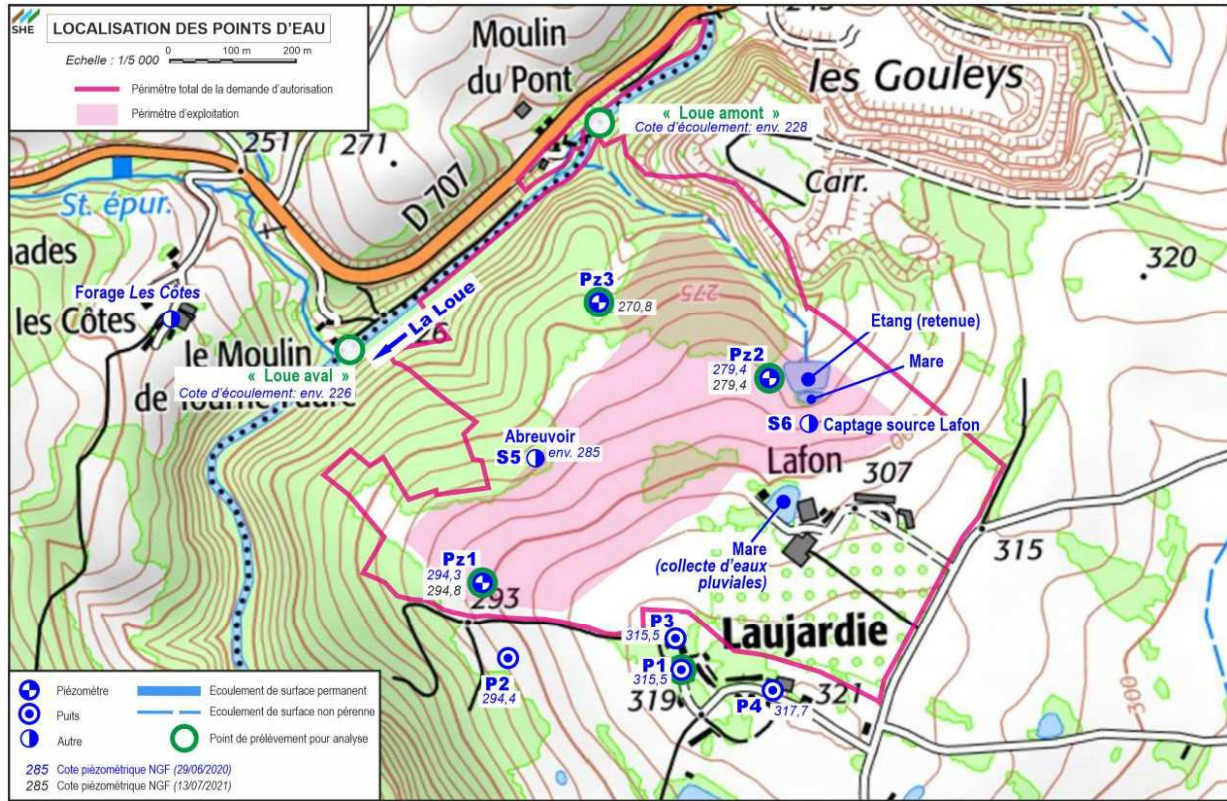 SHE
LOCALISATION DES POINTS D'EAU
Echelle : 1/5 000
0 100 m 200 m
Périmètre total de la demande d'autorisation
Périmètre d'exploitation
Moulin
du Pont
245
les Gouleys
« Loue amont »
Cote d'écoulement: env. 228
251
271
D 707
Carr.
St. épur.
320
Pz3
270,8
275
Forage Les Côtes
les Côtes
La Loue
226
le Moulin
« Loue aval »
Cote d'écoulement: env. 226
Pz2
279,4
279,4
Etang (retenue)
Mare
S6
Captage source Lafon
Abreuvoir
env. 285
S5
Lafon
307
315
Mare
(collecte d'eaux
pluviales)
Pz1
294,3
294,8
293
P3
315,5
Laujardie
P1
315,5
P2
294,4
319
P4
317,7
321
300
Piézomètre
Puits
Autre
Ecoulement de surface permanent
Ecoulement de surface non pérenne
Point de prélèvement pour analyse
285 Cote piézométrique NGF (29/06/2020)
285 Cote piézométrique NGF (13/07/2021)